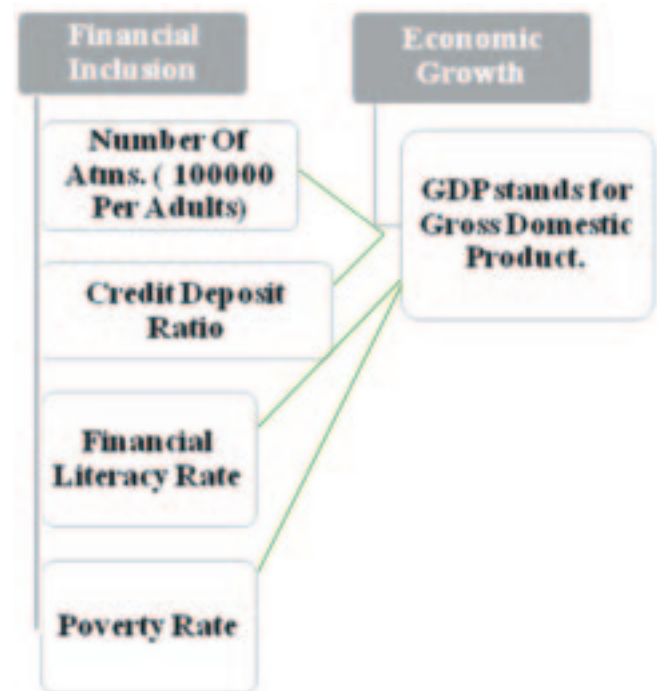 Financial
Inclusion
Economic
Growth
Number Of
Atms. ( 100000
Per Adults)
GDP stands for
Gross Domestic
Product.
Credit Deposit
Ratio
Financial
Literacy Rate
Poverty Rate